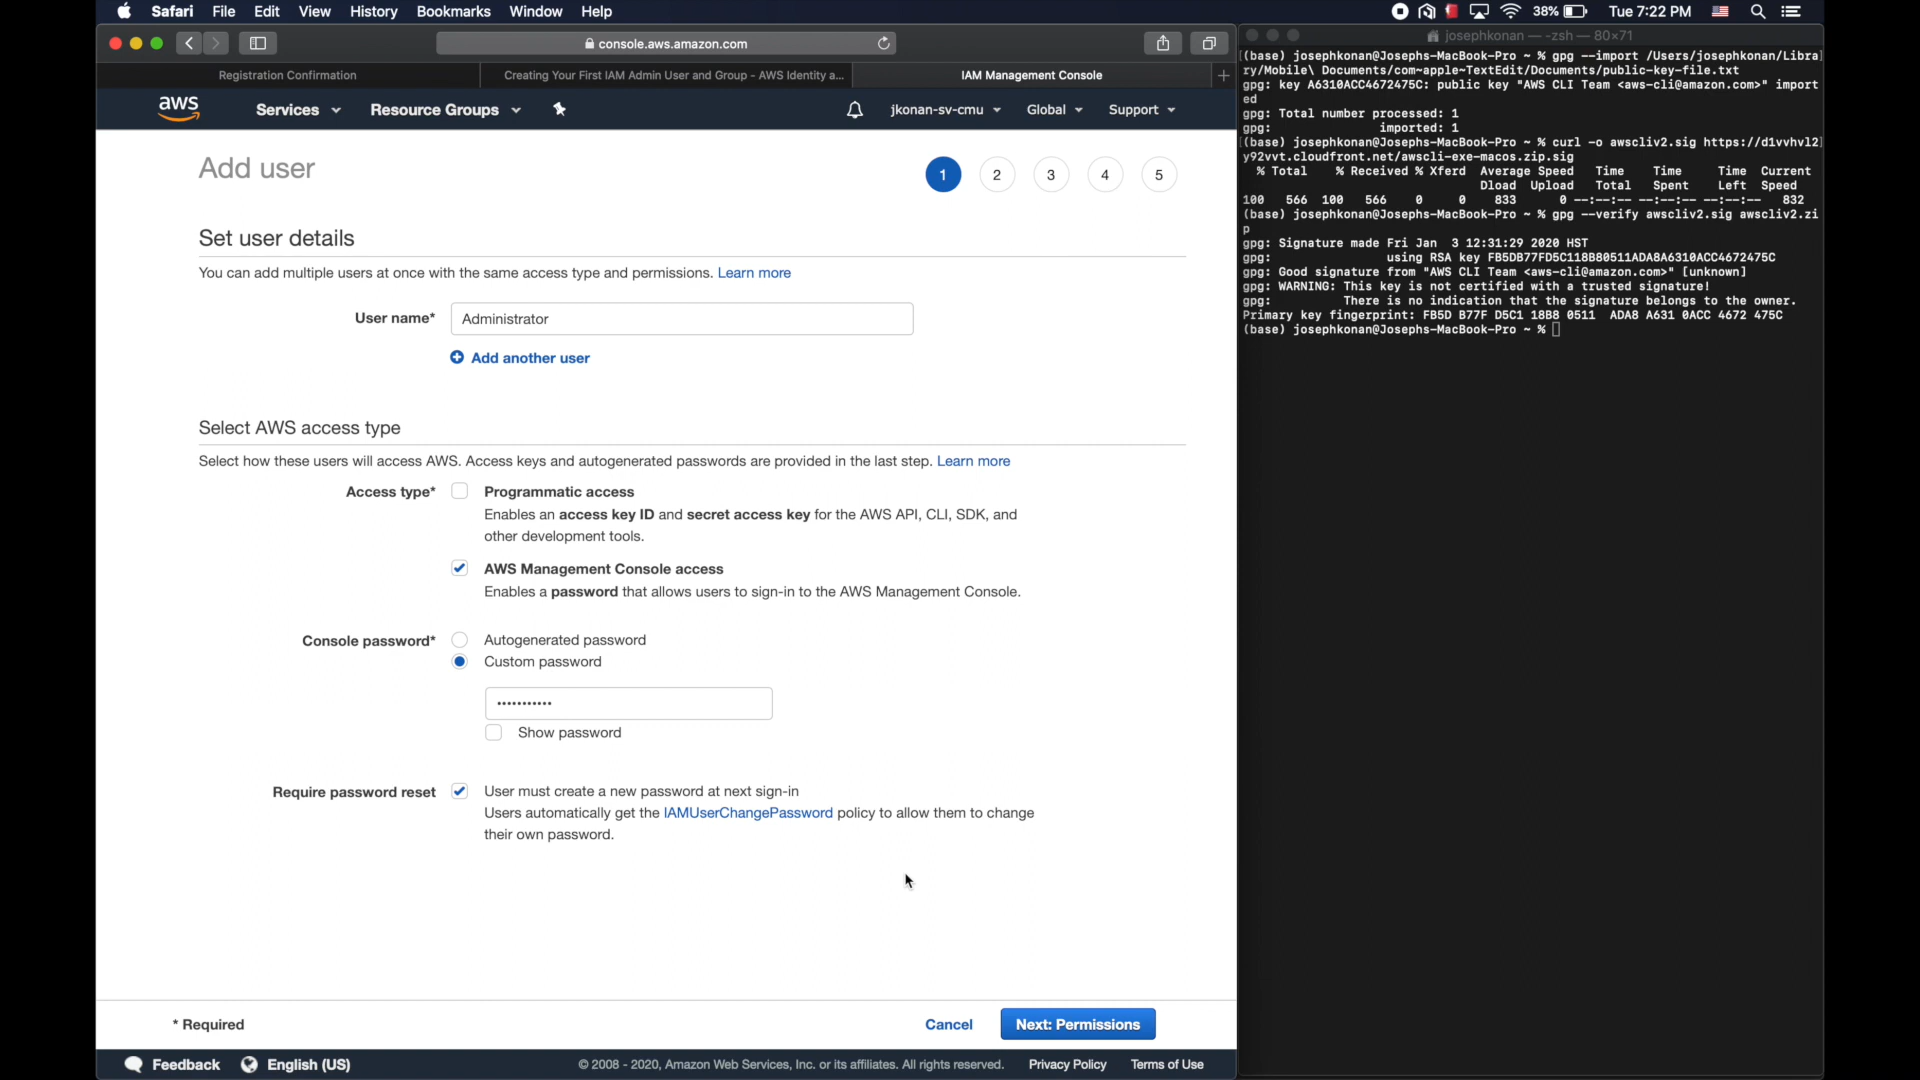 Safari File Edit View History Bookmarks Window Help
38% Tue 7:22 PM
console.aws.amazon.com
Registration Confirmation
Creating Your First IAM Admin User and Group - AWS Identity a...
IAM Management Console
aws Services Resource Groups jkonan-sv-cmu Global Support
Add user
1 2 3 4 5
Set user details
You can add multiple users at once with the same access type and permissions. Learn more
User name* Administrator
Add another user
Select AWS access type
Select how these users will access AWS. Access keys and autogenerated passwords are provided in the last step. Learn more
Access type* Programmatic access
Enables an access key ID and secret access key for the AWS API, CLI, SDK, and
other development tools.
AWS Management Console access
Enables a password that allows users to sign-in to the AWS Management Console.
Console password* Autogenerated password
Custom password
•••••••••••
Show password
Require password reset User must create a new password at next sign-in
Users automatically get the IAMUserChangePassword policy to allow them to change
their own password.
* Required Cancel Next: Permissions
Feedback English (US) © 2008 - 2020, Amazon Web Services, Inc. or its affiliates. All rights reserved. Privacy Policy Terms of Use
josephkonan — -zsh — 80×71
[(base) josephkonan@Josephs-MacBook-Pro ~ % gpg --import /Users/josephkonan/Libra]
ry/Mobile\ Documents/com~apple~TextEdit/Documents/public-key-file.txt
gpg: key A6310ACC4672475C: public key "AWS CLI Team <aws-cli@amazon.com>" import
ed
gpg: Total number processed: 1
gpg:               imported: 1
[(base) josephkonan@Josephs-MacBook-Pro ~ % curl -o awscliv2.sig https://d1vvhvl2]
y92vvt.cloudfront.net/awscli-exe-macos.zip.sig
  % Total    % Received % Xferd  Average Speed   Time    Time     Time  Current
                                 Dload  Upload   Total   Spent    Left  Speed
100   566  100   566    0     0    833      0 --:--:-- --:--:-- --:--:--   832
(base) josephkonan@Josephs-MacBook-Pro ~ % gpg --verify awscliv2.sig awscliv2.zi
p
gpg: Signature made Fri Jan  3 12:31:29 2020 HST
gpg:                using RSA key FB5DB77FD5C118B80511ADA8A6310ACC4672475C
gpg: Good signature from "AWS CLI Team <aws-cli@amazon.com>" [unknown]
gpg: WARNING: This key is not certified with a trusted signature!
gpg:          There is no indication that the signature belongs to the owner.
Primary key fingerprint: FB5D B77F D5C1 18B8 0511  ADA8 A631 0ACC 4672 475C
(base) josephkonan@Josephs-MacBook-Pro ~ %